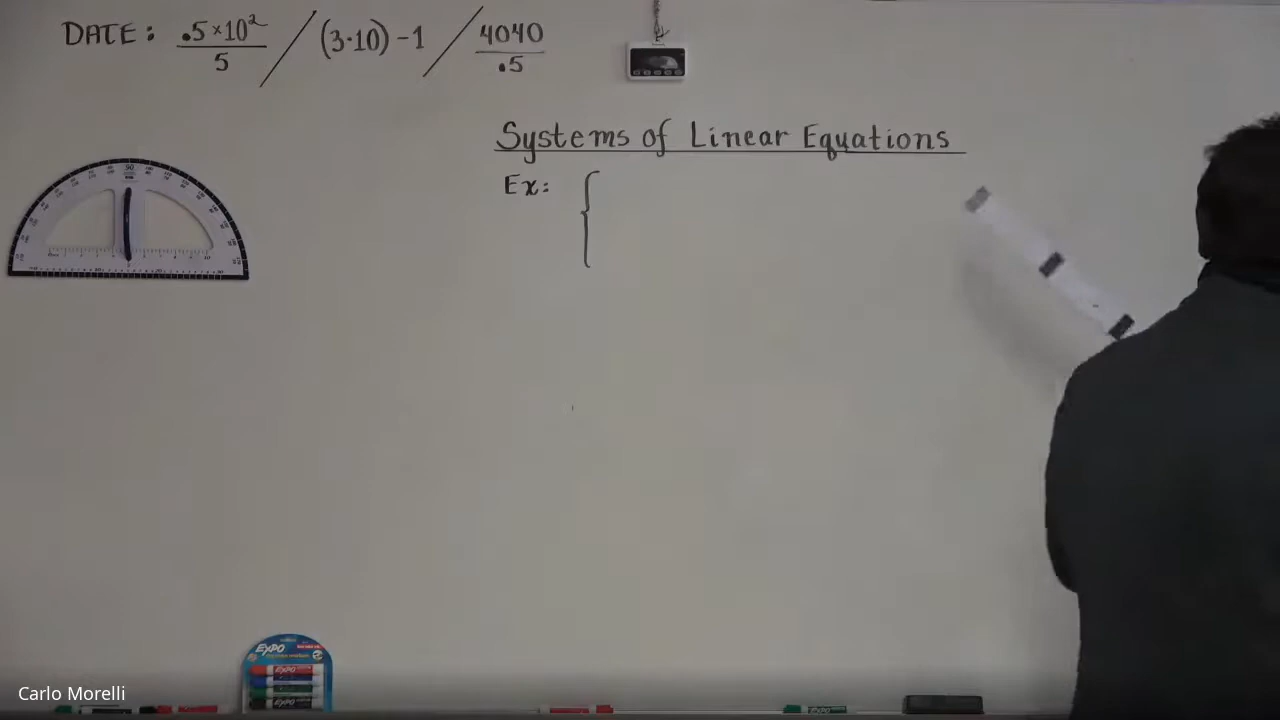 DATE: .5×10² / 5 / (3·10) - 1 / 4040 / .5
Systems of Linear Equations
Ex: {
EXPO
Carlo Morelli